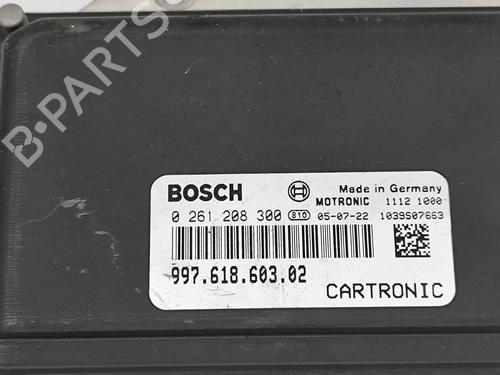 B-PARTS
BOSCH Made in Germany
MOTRONIC 1112 1000
0 261 208 300 810 05-07-22 1039S07663
997.618.603.02
CARTRONIC